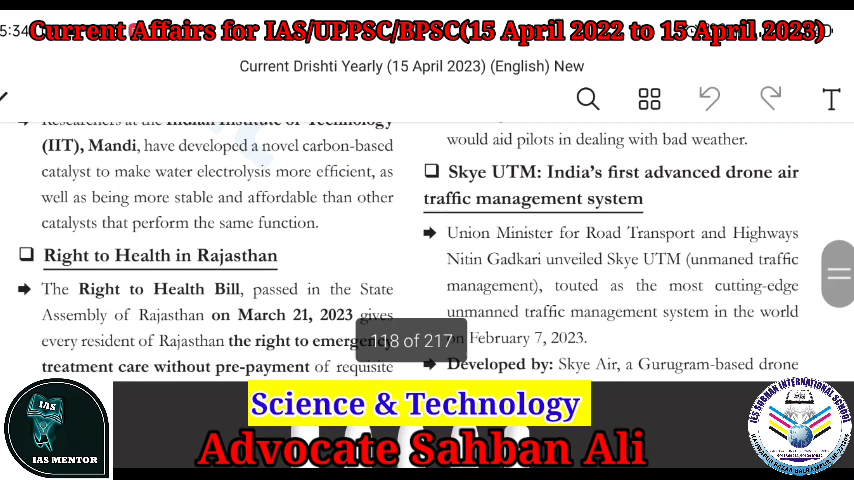 5:34
Current Affairs for IAS/UPPSC/BPSC(15 April 2022 to 15 April 2023)
Current Drishti Yearly (15 April 2023) (English) New
T
Researchers at the Indian Institute of Technology
(IIT), Mandi, have developed a novel carbon-based
catalyst to make water electrolysis more efficient, as
well as being more stable and affordable than other
catalysts that perform the same function.
Right to Health in Rajasthan
The Right to Health Bill, passed in the State
Assembly of Rajasthan on March 21, 2023 gives
every resident of Rajasthan the right to emergency
treatment care without pre-payment of requisite
would aid pilots in dealing with bad weather.
Skye UTM: India's first advanced drone air
traffic management system
Union Minister for Road Transport and Highways
Nitin Gadkari unveiled Skye UTM (unmaned traffic
management), touted as the most cutting-edge
unmanned traffic management system in the world
on February 7, 2023.
Developed by: Skye Air, a Gurugram-based drone
118 of 217
Science & Technology
Advocate Sahban Ali
IAS
IAS MENTOR